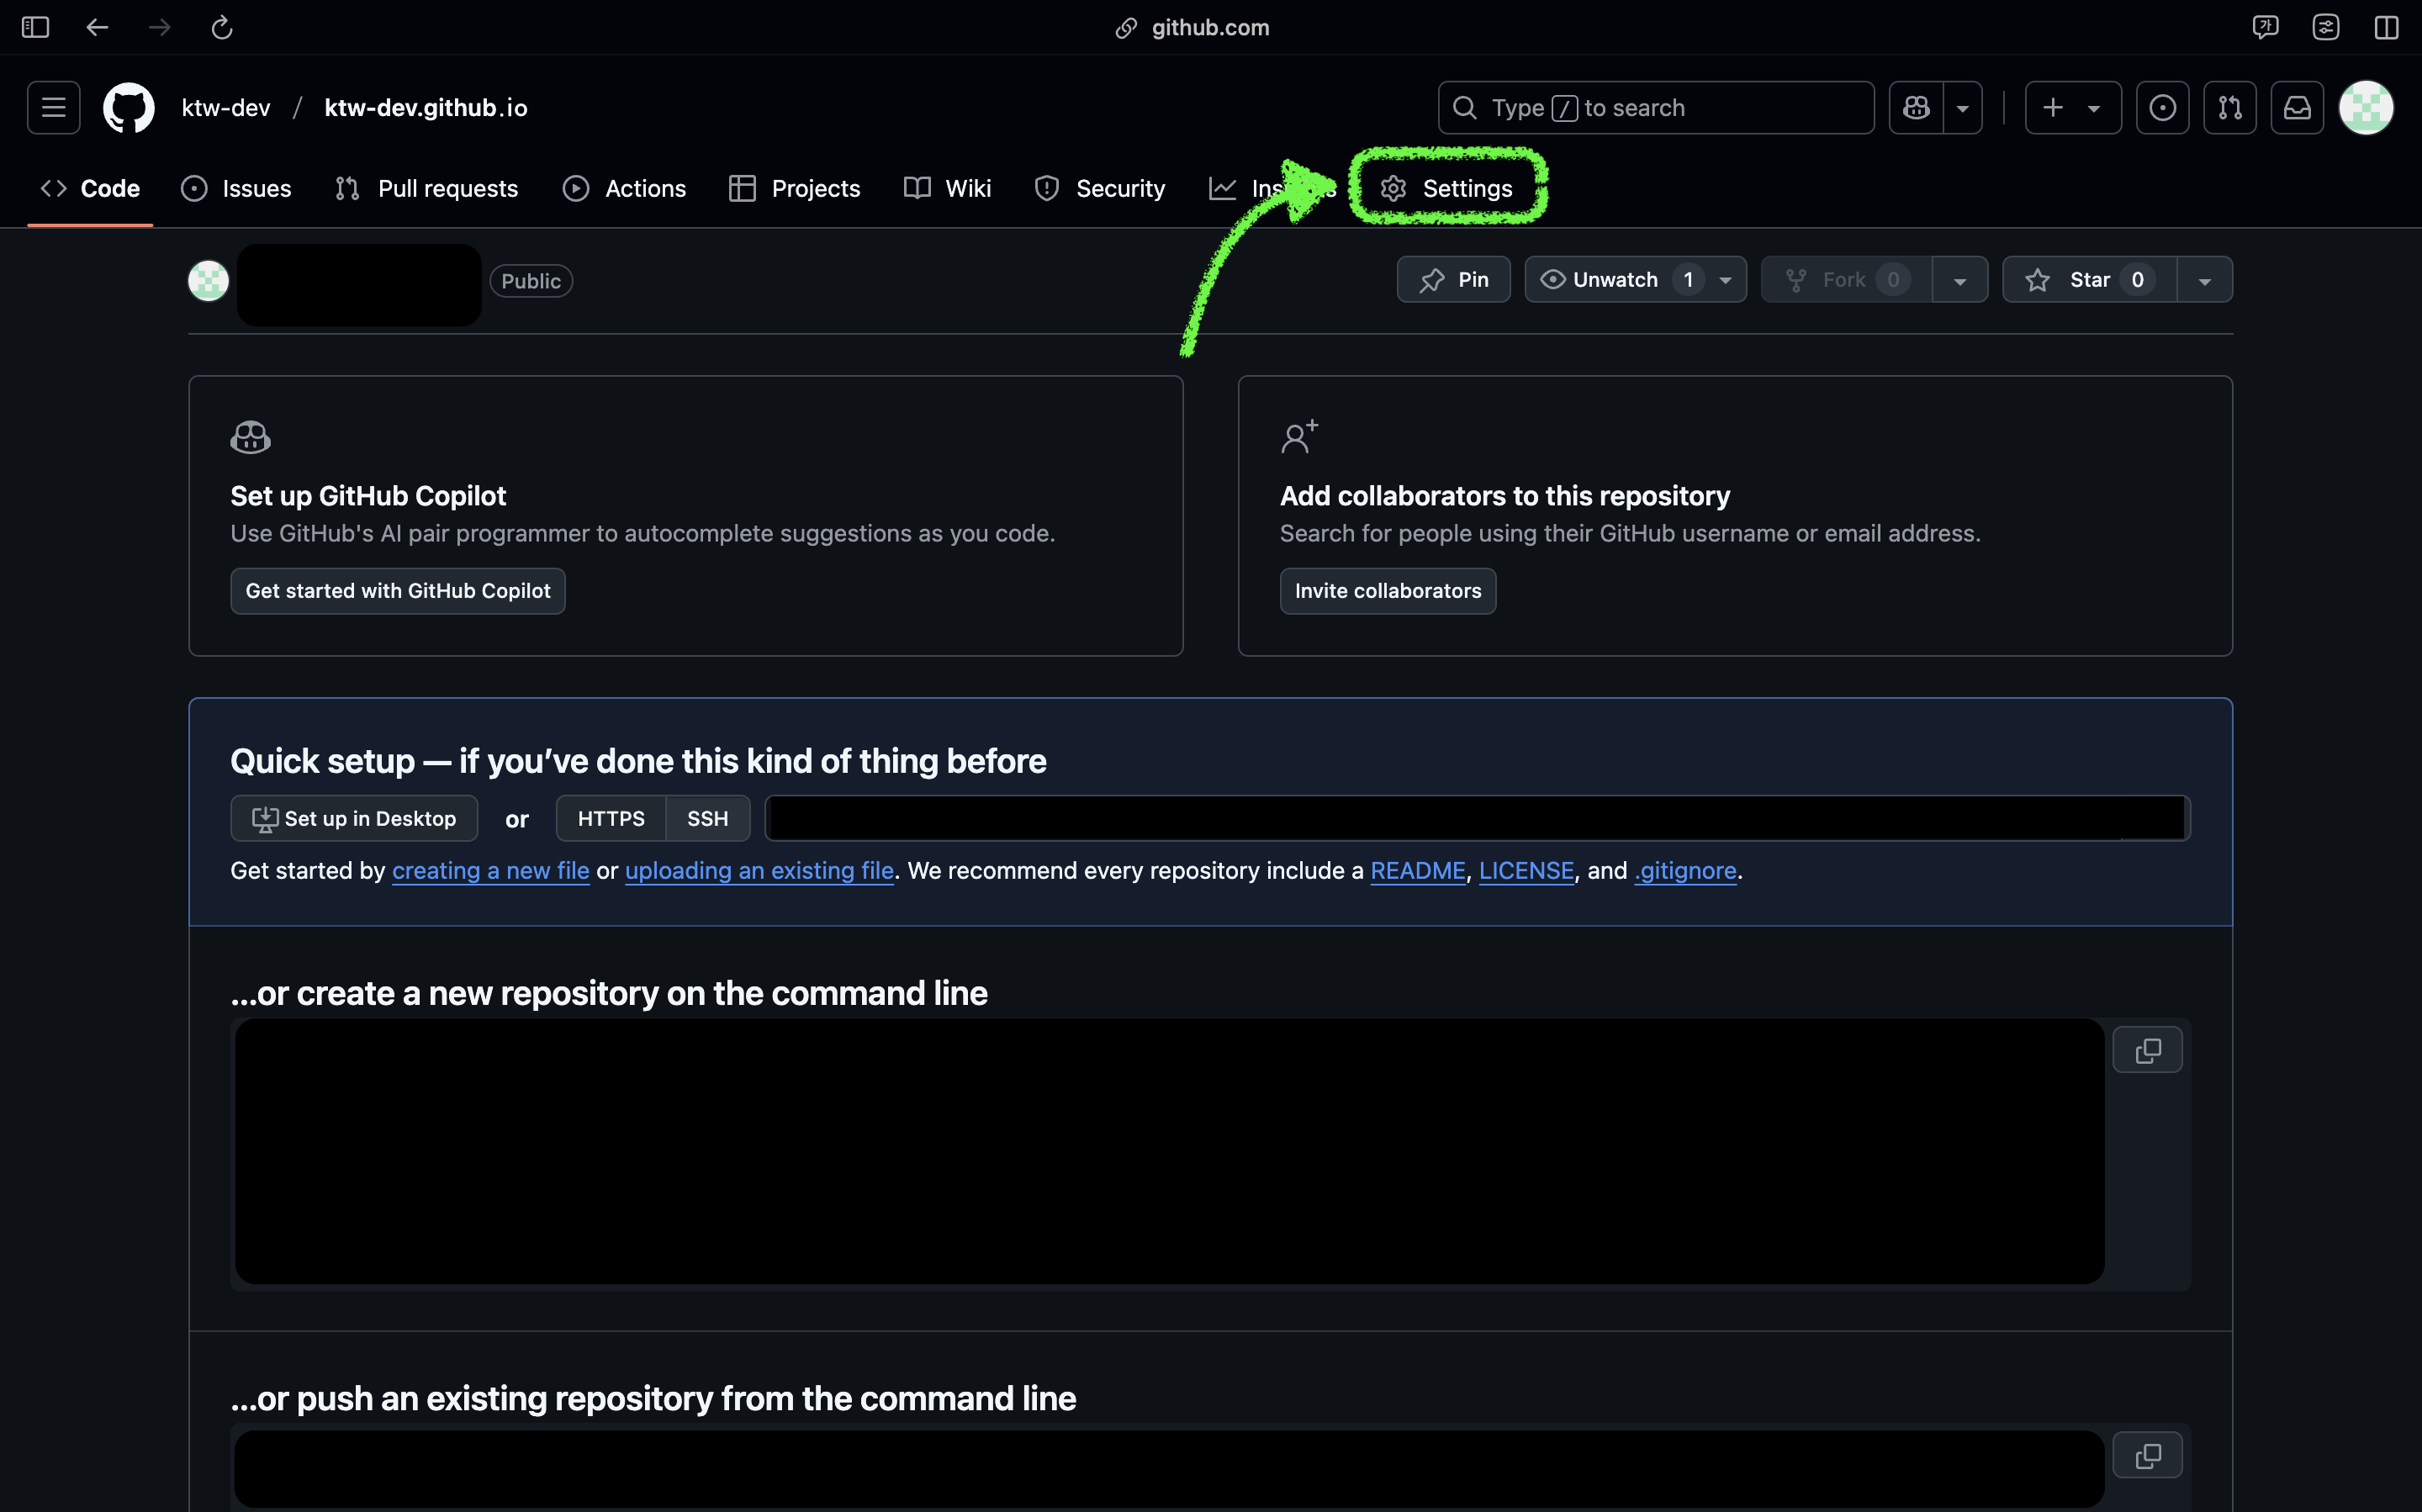 github.com
ktw-dev / ktw-dev.github.io
Type / to search
Code Issues Pull requests Actions Projects Wiki Security Settings
Public
Pin Unwatch 1 Fork 0 Star 0
Set up GitHub Copilot
Use GitHub's AI pair programmer to autocomplete suggestions as you code.
Get started with GitHub Copilot
Add collaborators to this repository
Search for people using their GitHub username or email address.
Invite collaborators
Quick setup — if you’ve done this kind of thing before
Set up in Desktop or HTTPS SSH
Get started by creating a new file or uploading an existing file. We recommend every repository include a README, LICENSE, and .gitignore.
…or create a new repository on the command line
…or push an existing repository from the command line